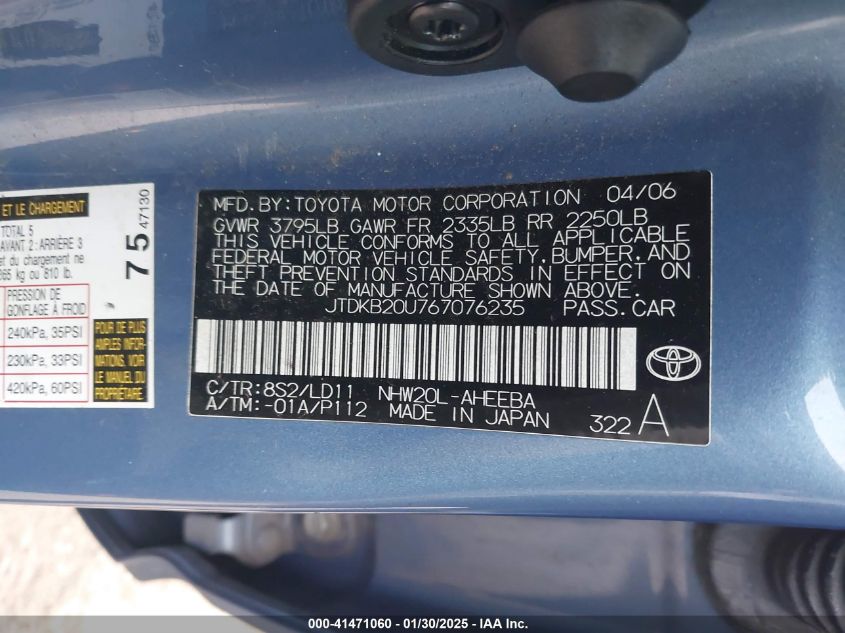 MFD. BY: TOYOTA MOTOR CORPORATION 04/06
GVWR 3795LB GAWR FR 2335LB RR 2250LB
THIS VEHICLE CONFORMS TO ALL APPLICABLE
FEDERAL MOTOR VEHICLE SAFETY, BUMPER, AND
THEFT PREVENTION STANDARDS IN EFFECT ON
THE DATE OF MANUFACTURE SHOWN ABOVE.
JTDKB20U767076235 PASS. CAR
C/TR: 8S2/LD11 NHW20L-AHEEBA
A/TM: -01A/P112 MADE IN JAPAN 322 A
ET LE CHARGEMENT
TOTAL 5
AVANT 2 : ARRIÈRE 3
et du chargement
kg ou 810 lb.
PRESSION DE
GONFLAGE À FROID
240kPa, 35PSI
230kPa, 33PSI
420kPa, 60PSI
POUR DE PLUS
AMPLES INFOR-
MATIONS, VOIR
LE MANUEL DU
PROPRIÉTAIRE
75
47130
000-41471060 - 01/30/2025 - IAA Inc.